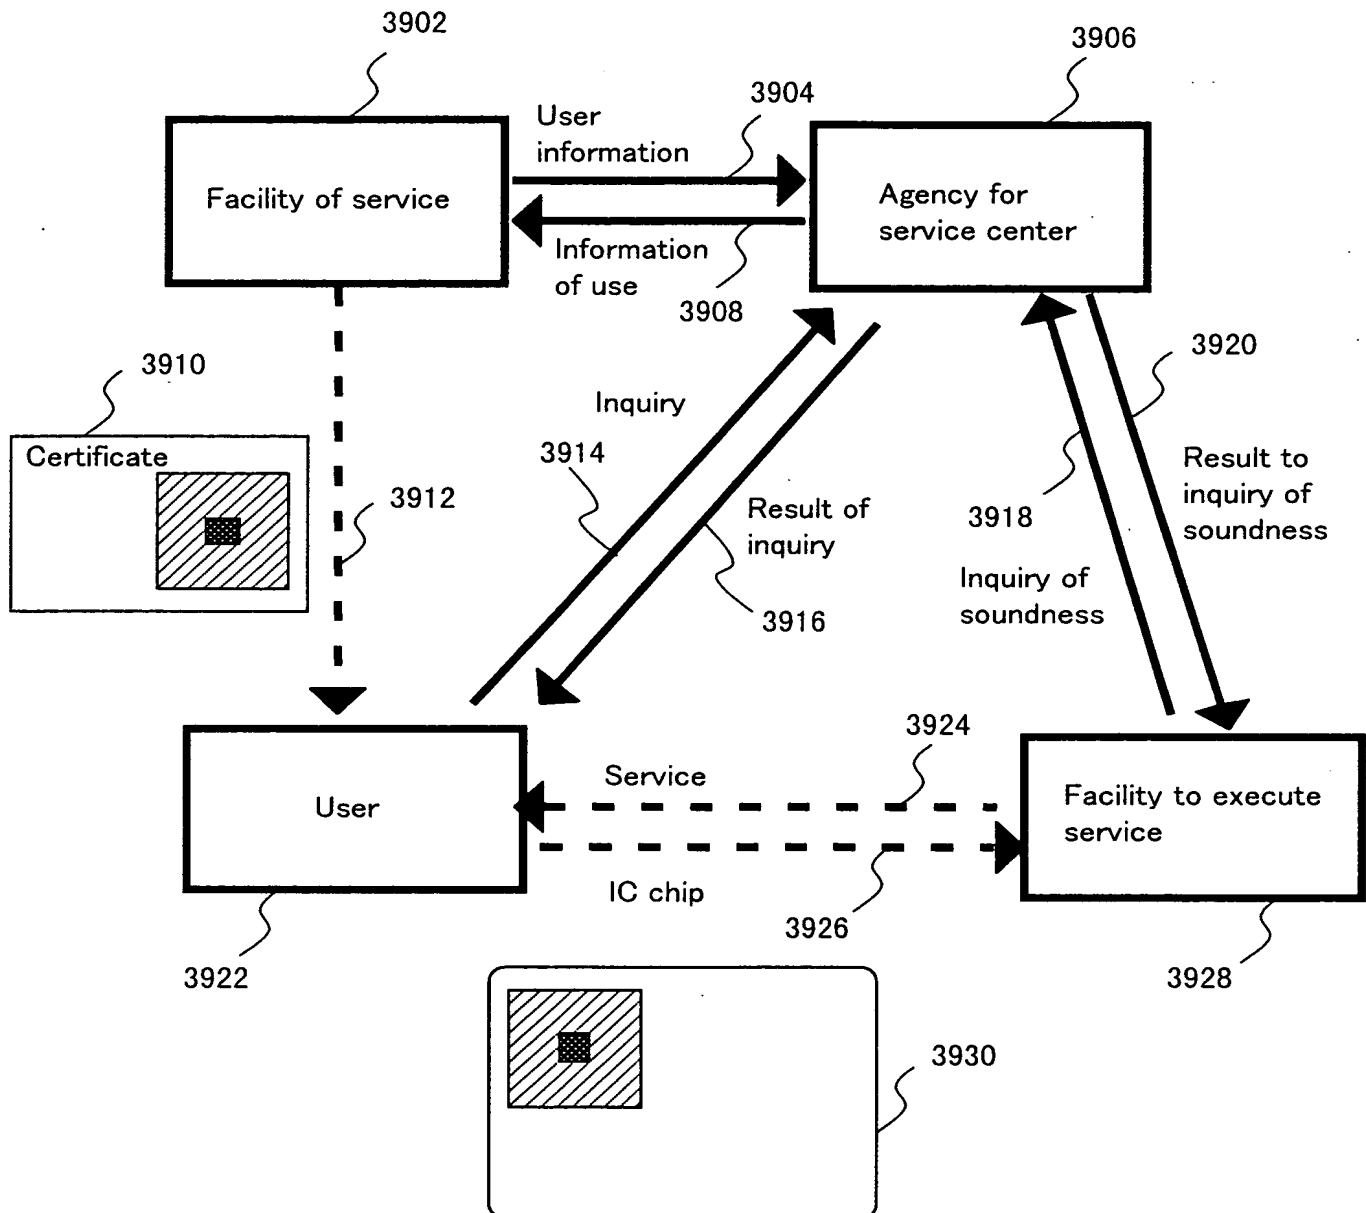 3902
3906
3904
User
information
Facility of service
Agency for
service center
Information
of use
3908
3910
3920
Inquiry
Certificate
3914
3912
Result to
inquiry of
soundness
3918
Result of
inquiry
Inquiry of
soundness
3916
3924
Service
User
Facility to execute
service
IC chip
3926
3922
3928
3930